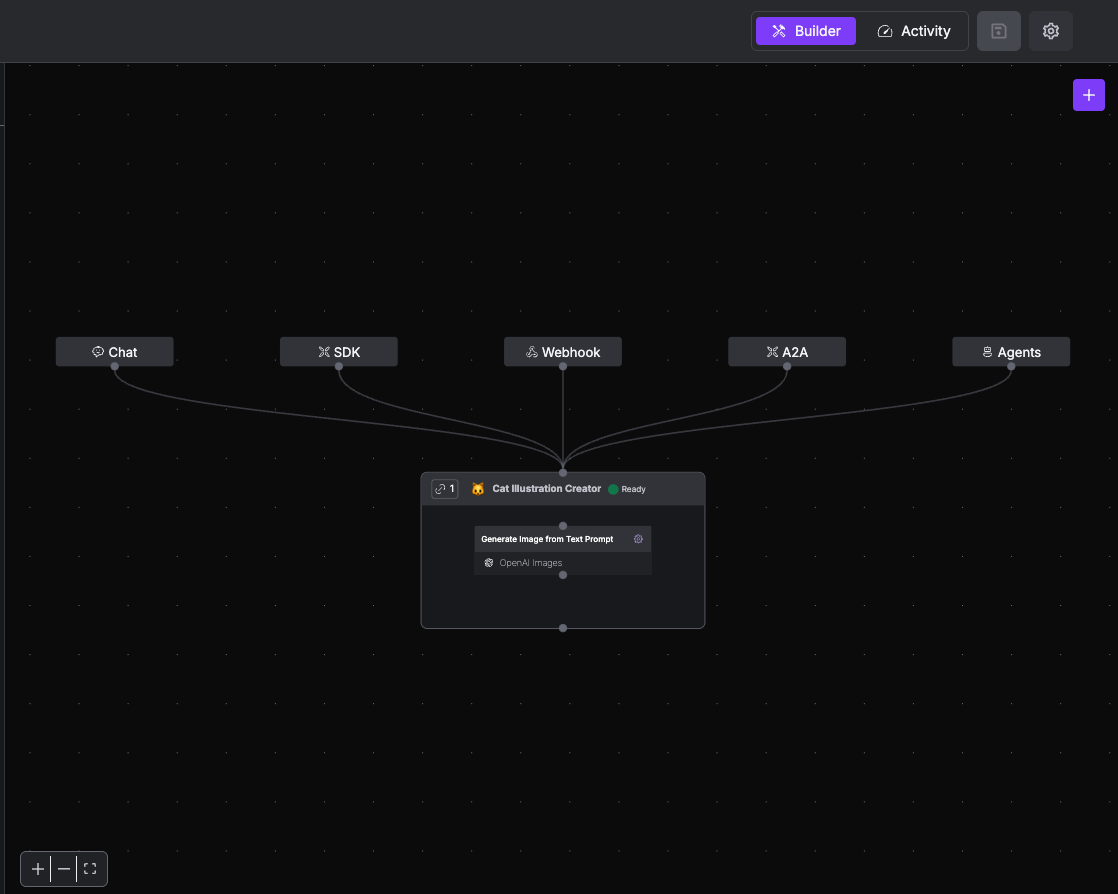 Builder
Activity
Chat
SDK
Webhook
A2A
Agents
1
Cat Illustration Creator
Ready
Generate Image from Text Prompt
OpenAI Images